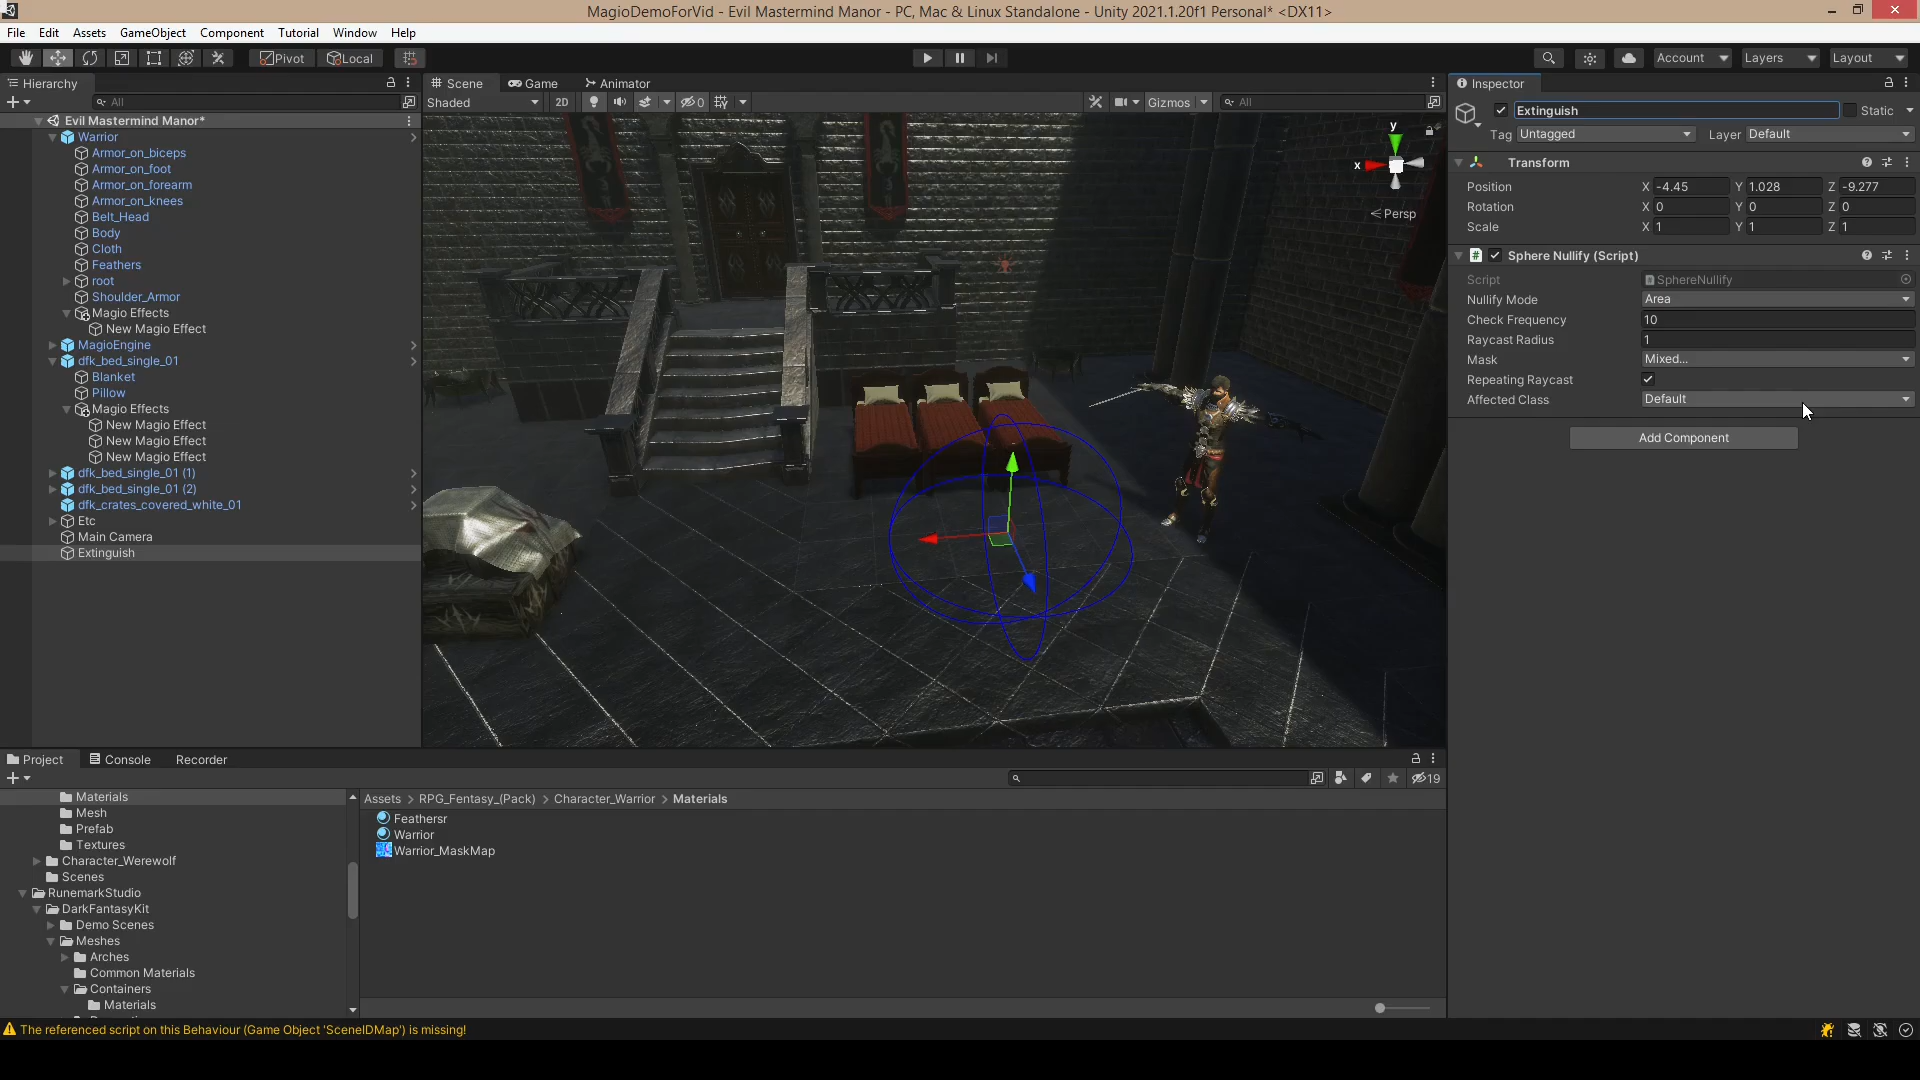 MagioDemoForVid - Evil Mastermind Manor - PC, Mac & Linux Standalone - Unity 2021.1.20f1 Personal* <DX11>
File Edit Assets GameObject Component Tutorial Window Help
Pivot Local Account Layers Layout
Hierarchy
All
Evil Mastermind Manor*
Warrior
Armor_on_biceps
Armor_on_foot
Armor_on_forearm
Armor_on_knees
Belt_Head
Body
Cloth
Feathers
root
Shoulder_Armor
Magio Effects
New Magio Effect
MagioEngine
dfk_bed_single_01
Blanket
Pillow
Magio Effects
New Magio Effect
New Magio Effect
New Magio Effect
dfk_bed_single_01 (1)
dfk_bed_single_01 (2)
dfk_crates_covered_white_01
Etc
Main Camera
Extinguish
Scene Game Animator
Shaded 2D 0 Gizmos All
y
x
Persp
Inspector
Extinguish Static
Tag Untagged Layer Default
Transform
Position X -4.45 Y 1.028 Z -9.277
Rotation X 0 Y 0 Z 0
Scale X 1 Y 1 Z 1
# Sphere Nullify (Script)
Script SphereNullify
Nullify Mode Area
Check Frequency 10
Raycast Radius 1
Mask Mixed...
Repeating Raycast
Affected Class Default
Add Component
Project Console Recorder
19
Materials
Mesh
Prefab
Textures
Character_Werewolf
Scenes
RunemarkStudio
DarkFantasyKit
Demo Scenes
Meshes
Arches
Common Materials
Containers
Materials
Assets > RPG_Fantasy_(Pack) > Character_Warrior > Materials
Feathersr
Warrior
Warrior_MaskMap
The referenced script on this Behaviour (Game Object 'SceneIDMap') is missing!